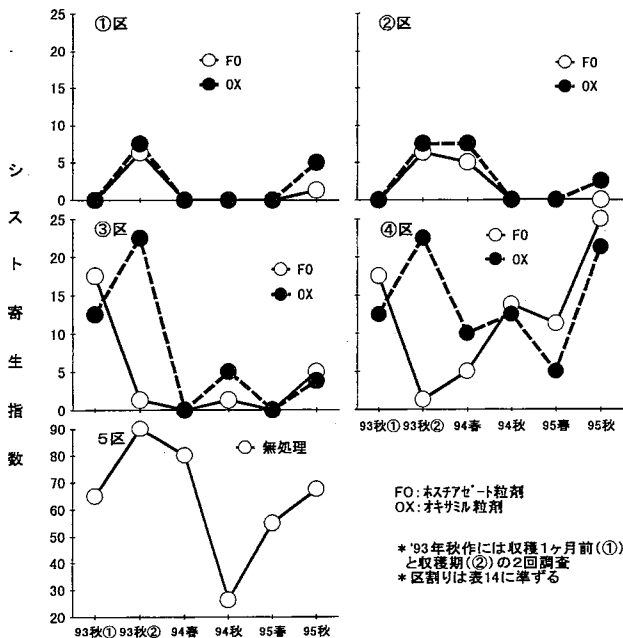 シスト寄生指数
25
20
15
10
5
0
①区
FO
OX
②区
FO
OX
25
20
15
10
5
0
③区
FO
OX
④区
FO
OX
93秋① 93秋② 94春 94秋 95春 95秋
90
80
70
60
50
40
30
20
5区
無処理
93秋① 93秋② 94春 94秋 95春 95秋
FO:ホスチアゼート粒剤
OX:オキサミル粒剤
*'93年秋作には収穫1ヶ月前(①)
と収穫期(②)の2回調査
*区割りは表14に準ずる